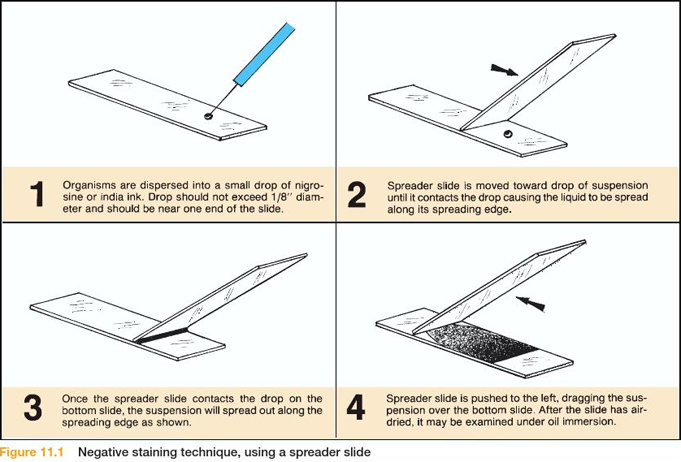 1
Organisms are dispersed into a small drop of nigro-
sine or india ink. Drop should not exceed 1/8" diam-
eter and should be near one end of the slide.
2
Spreader slide is moved toward drop of suspension
until it contacts the drop causing the liquid to be spread
along its spreading edge.
3
Once the spreader slide contacts the drop on the
bottom slide, the suspension will spread out along the
spreading edge as shown.
4
Spreader slide is pushed to the left, dragging the sus-
pension over the bottom slide. After the slide has air-
dried, it may be examined under oil immersion.
Figure 11.1 Negative staining technique, using a spreader slide